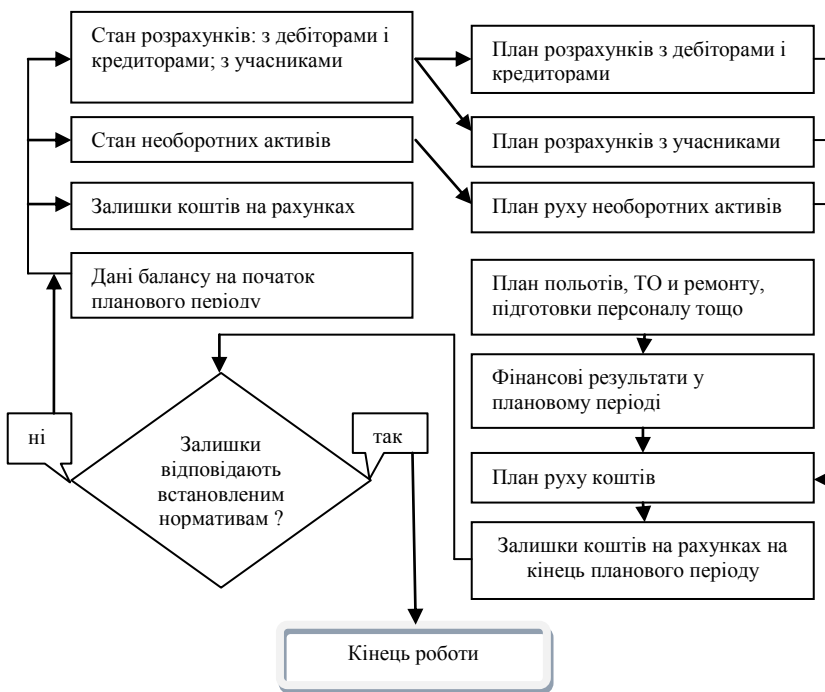 Стан розрахунків: з дебіторами і
кредиторами; з учасниками
План розрахунків з дебіторами і
кредиторами
Стан необоротних активів
План розрахунків з учасниками
Залишки коштів на рахунках
План руху необоротних активів
Дані балансу на початок
планового періоду
План польотів, ТО и ремонту,
підготовки персоналу тощо
Фінансові результати у
плановому періоді
ні
так
Залишки
відповідають
встановленим
нормативам ?
План руху коштів
Залишки коштів на рахунках на
кінець планового періоду
Кінець роботи